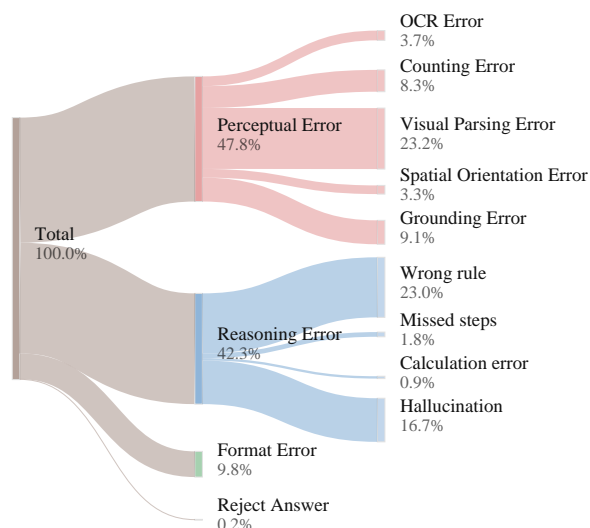 Total
100.0%
Perceptual Error
47.8%
Reasoning Error
42.3%
Format Error
9.8%
Reject Answer
0.2%
OCR Error
3.7%
Counting Error
8.3%
Visual Parsing Error
23.2%
Spatial Orientation Error
3.3%
Grounding Error
9.1%
Wrong rule
23.0%
Missed steps
1.8%
Calculation error
0.9%
Hallucination
16.7%